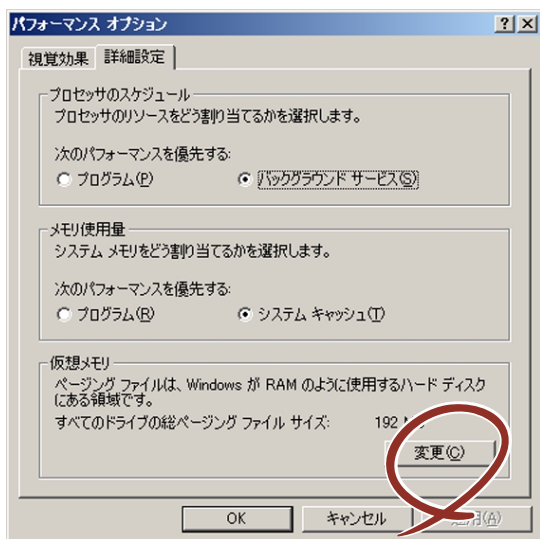 パフォーマンス オプション
視覚効果 詳細設定
プロセッサのスケジュール
プロセッサのリソースをどう割り当てるかを選択します。
次のパフォーマンスを優先する:
プログラム(P) バックグラウンド サービス(S)
メモリ使用量
システム メモリをどう割り当てるかを選択します。
次のパフォーマンスを優先する:
プログラム(R) システム キャッシュ(T)
仮想メモリ
ページング ファイルは、Windows が RAM のように使用するハード ディスク
にある領域です。
すべてのドライブの総ページング ファイル サイズ: 192
変更(C)
OK キャンセル (A)